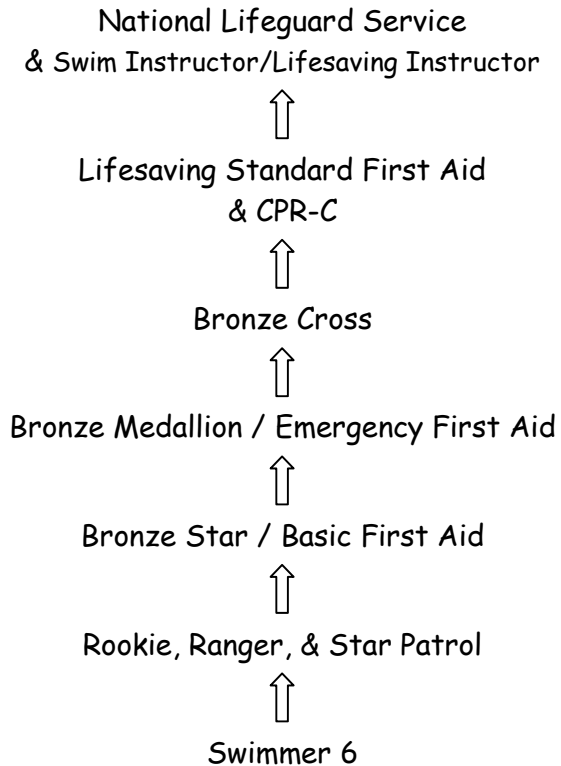 National Lifeguard Service
& Swim Instructor/Lifesaving Instructor
Lifesaving Standard First Aid
& CPR-C
Bronze Cross
Bronze Medallion / Emergency First Aid
Bronze Star / Basic First Aid
Rookie, Ranger, & Star Patrol
Swimmer 6